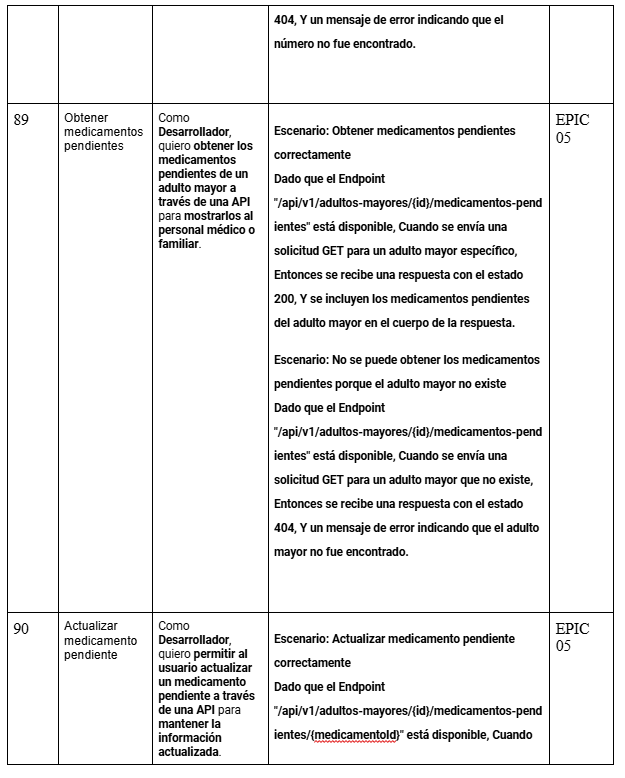 404, Y un mensaje de error indicando que el
número no fue encontrado.
89
Obtener
medicamentos
pendientes
Como
Desarrollador,
quiero obtener los
medicamentos
pendientes de un
adulto mayor a
través de una API
para mostrarlos al
personal médico o
familiar.
Escenario: Obtener medicamentos pendientes
correctamente
Dado que el Endpoint
"/api/v1/adultos-mayores/{id}/medicamentos-pend
ientes" está disponible, Cuando se envía una
solicitud GET para un adulto mayor específico,
Entonces se recibe una respuesta con el estado
200, Y se incluyen los medicamentos pendientes
del adulto mayor en el cuerpo de la respuesta.
Escenario: No se puede obtener los medicamentos
pendientes porque el adulto mayor no existe
Dado que el Endpoint
"/api/v1/adultos-mayores/{id}/medicamentos-pend
ientes" está disponible, Cuando se envía una
solicitud GET para un adulto mayor que no existe,
Entonces se recibe una respuesta con el estado
404, Y un mensaje de error indicando que el adulto
mayor no fue encontrado.
EPIC
05
90
Actualizar
medicamento
pendiente
Como
Desarrollador,
quiero permitir al
usuario actualizar
un medicamento
pendiente a través
de una API para
mantener la
información
actualizada.
Escenario: Actualizar medicamento pendiente
correctamente
Dado que el Endpoint
"/api/v1/adultos-mayores/{id}/medicamentos-pend
ientes/{medicamentoId}" está disponible, Cuando
EPIC
05